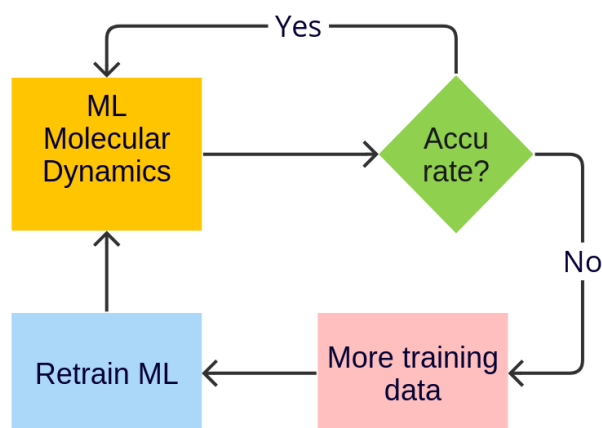 Yes
ML
Molecular
Dynamics
Accu
rate?
No
Retrain ML
More training
data